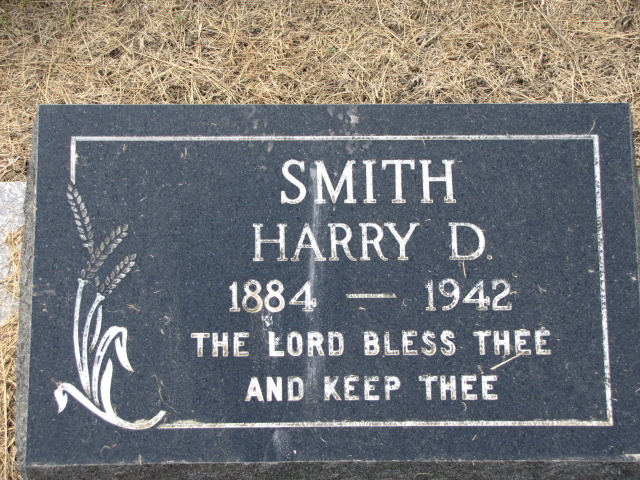 SMITH
HARRY D.
1884 — 1942
THE LORD BLESS THEE
AND KEEP THEE